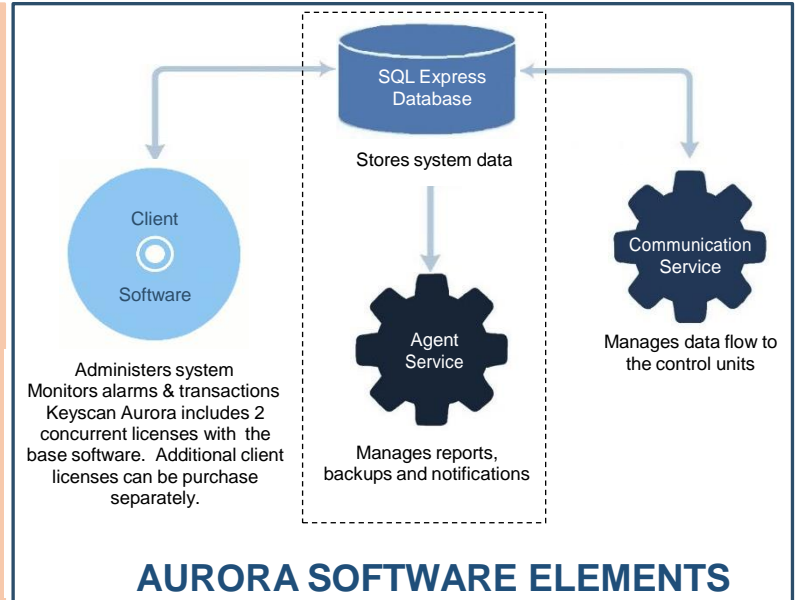 SQL Express
Database
Stores system data
Client
Software
Communication
Service
Agent
Service
Manages data flow to
the control units
Administers system
Monitors alarms & transactions
Keyscan Aurora includes 2
concurrent licenses with the
base software. Additional client
licenses can be purchase
separately.
Manages reports,
backups and notifications
AURORA SOFTWARE ELEMENTS